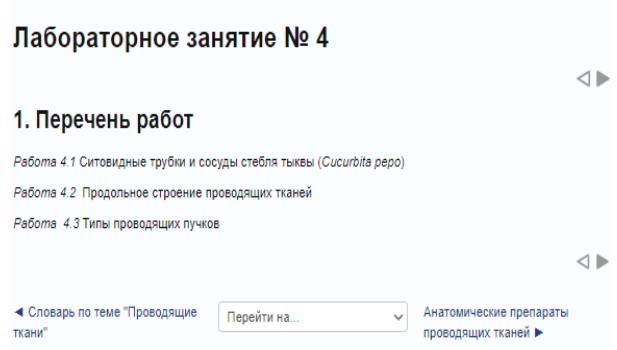 Лабораторное занятие № 4
1. Перечень работ
Работа 4.1 Ситовидные трубки и сосуды стебля тыквы (Cucurbita pepo)
Работа 4.2 Продольное строение проводящих тканей
Работа 4.3 Типы проводящих пучков
◄ Словарь по теме "Проводящие
ткани"
Перейти на...
Анатомические препараты
проводящих тканей ►